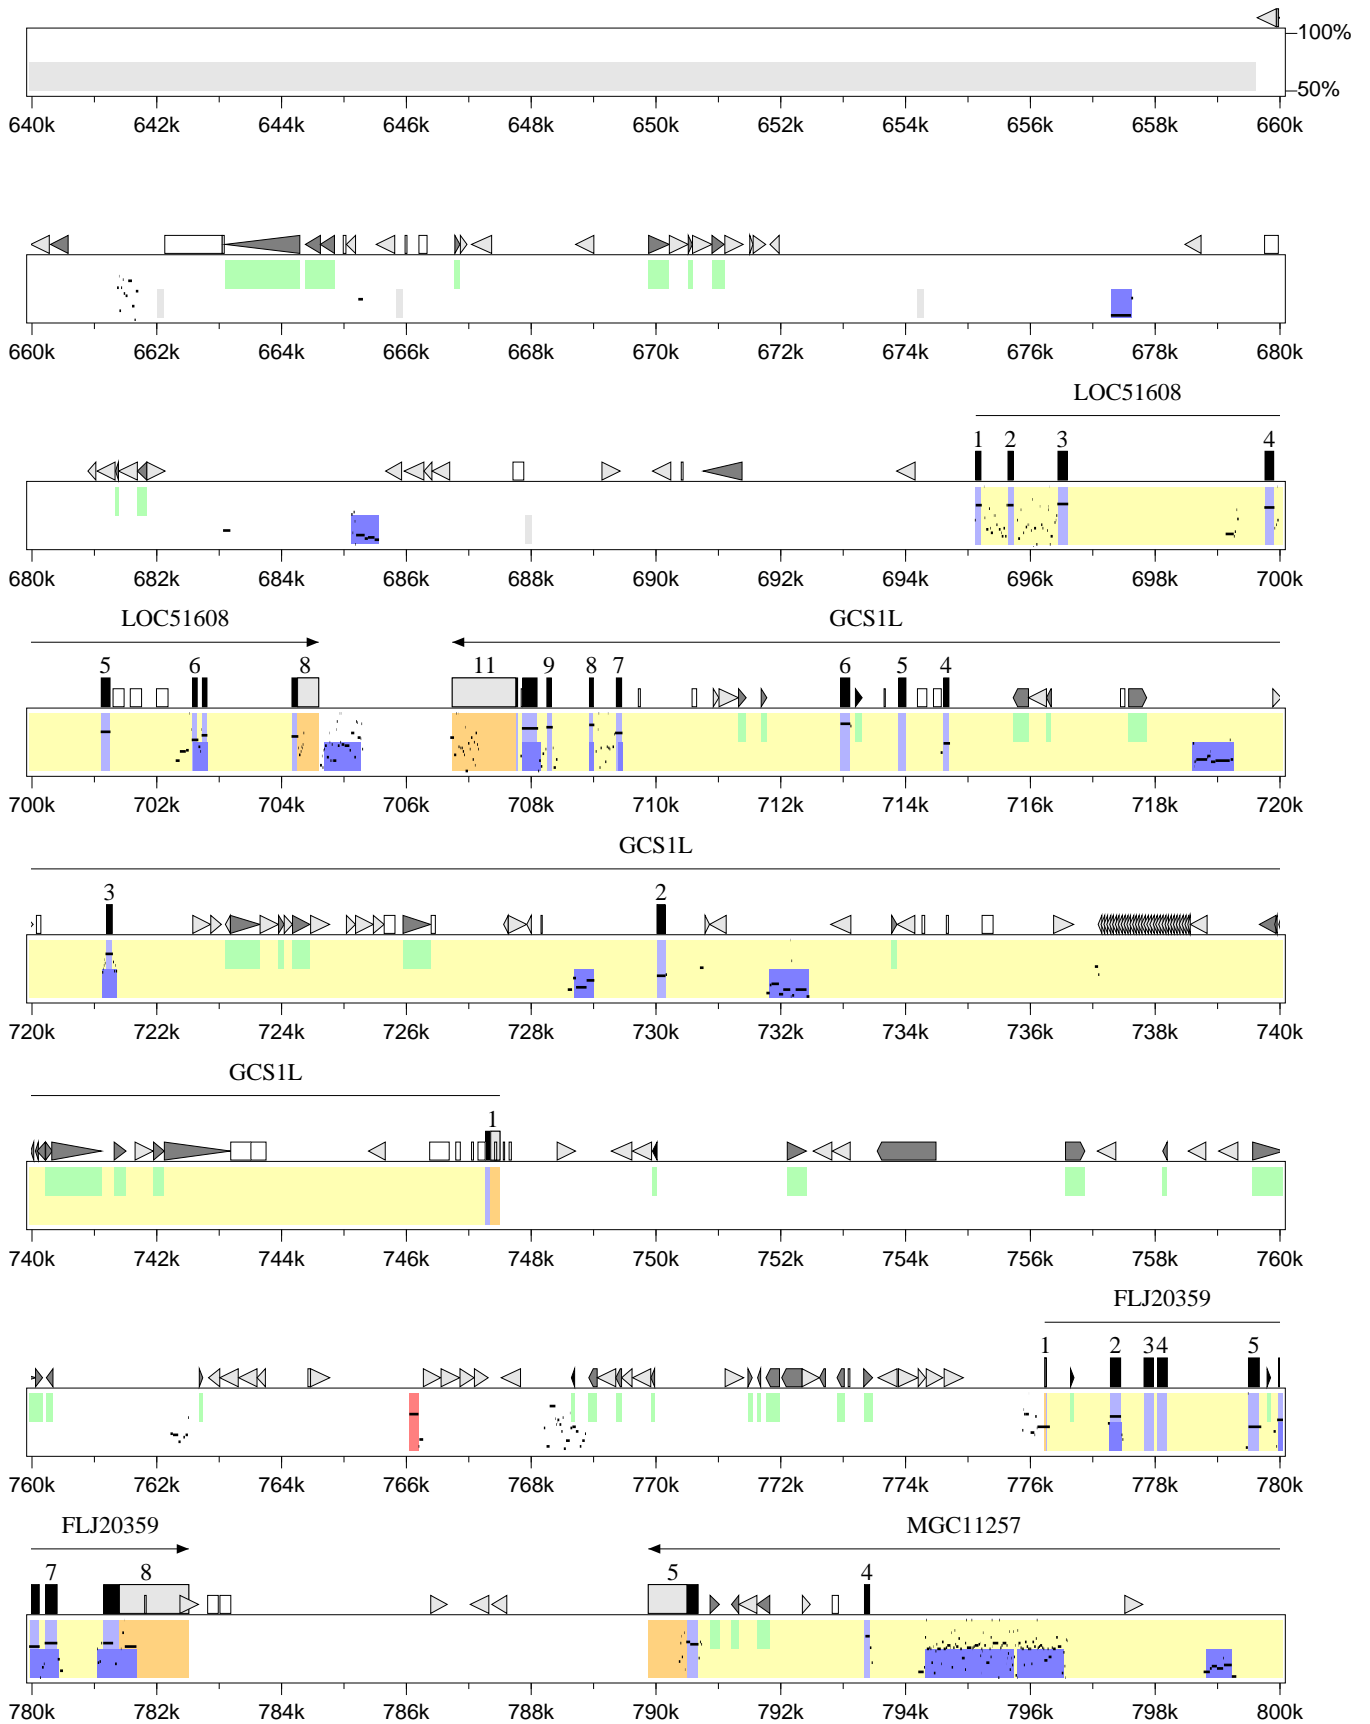 100%
50%
640k 642k 644k 646k 648k 650k 652k 654k 656k 658k 660k
660k 662k 664k 666k 668k 670k 672k 674k 676k 678k 680k
LOC51608
1 2 3 4
680k 682k 684k 686k 688k 690k 692k 694k 696k 698k 700k
LOC51608 GCS1L
5 6 8 11 9 8 7 6 5 4
700k 702k 704k 706k 708k 710k 712k 714k 716k 718k 720k
GCS1L
3 2
720k 722k 724k 726k 728k 730k 732k 734k 736k 738k 740k
GCS1L
1
740k 742k 744k 746k 748k 750k 752k 754k 756k 758k 760k
FLJ20359
1 2 3 4 5
760k 762k 764k 766k 768k 770k 772k 774k 776k 778k 780k
FLJ20359 MGC11257
7 8 5 4
780k 782k 784k 786k 788k 790k 792k 794k 796k 798k 800k